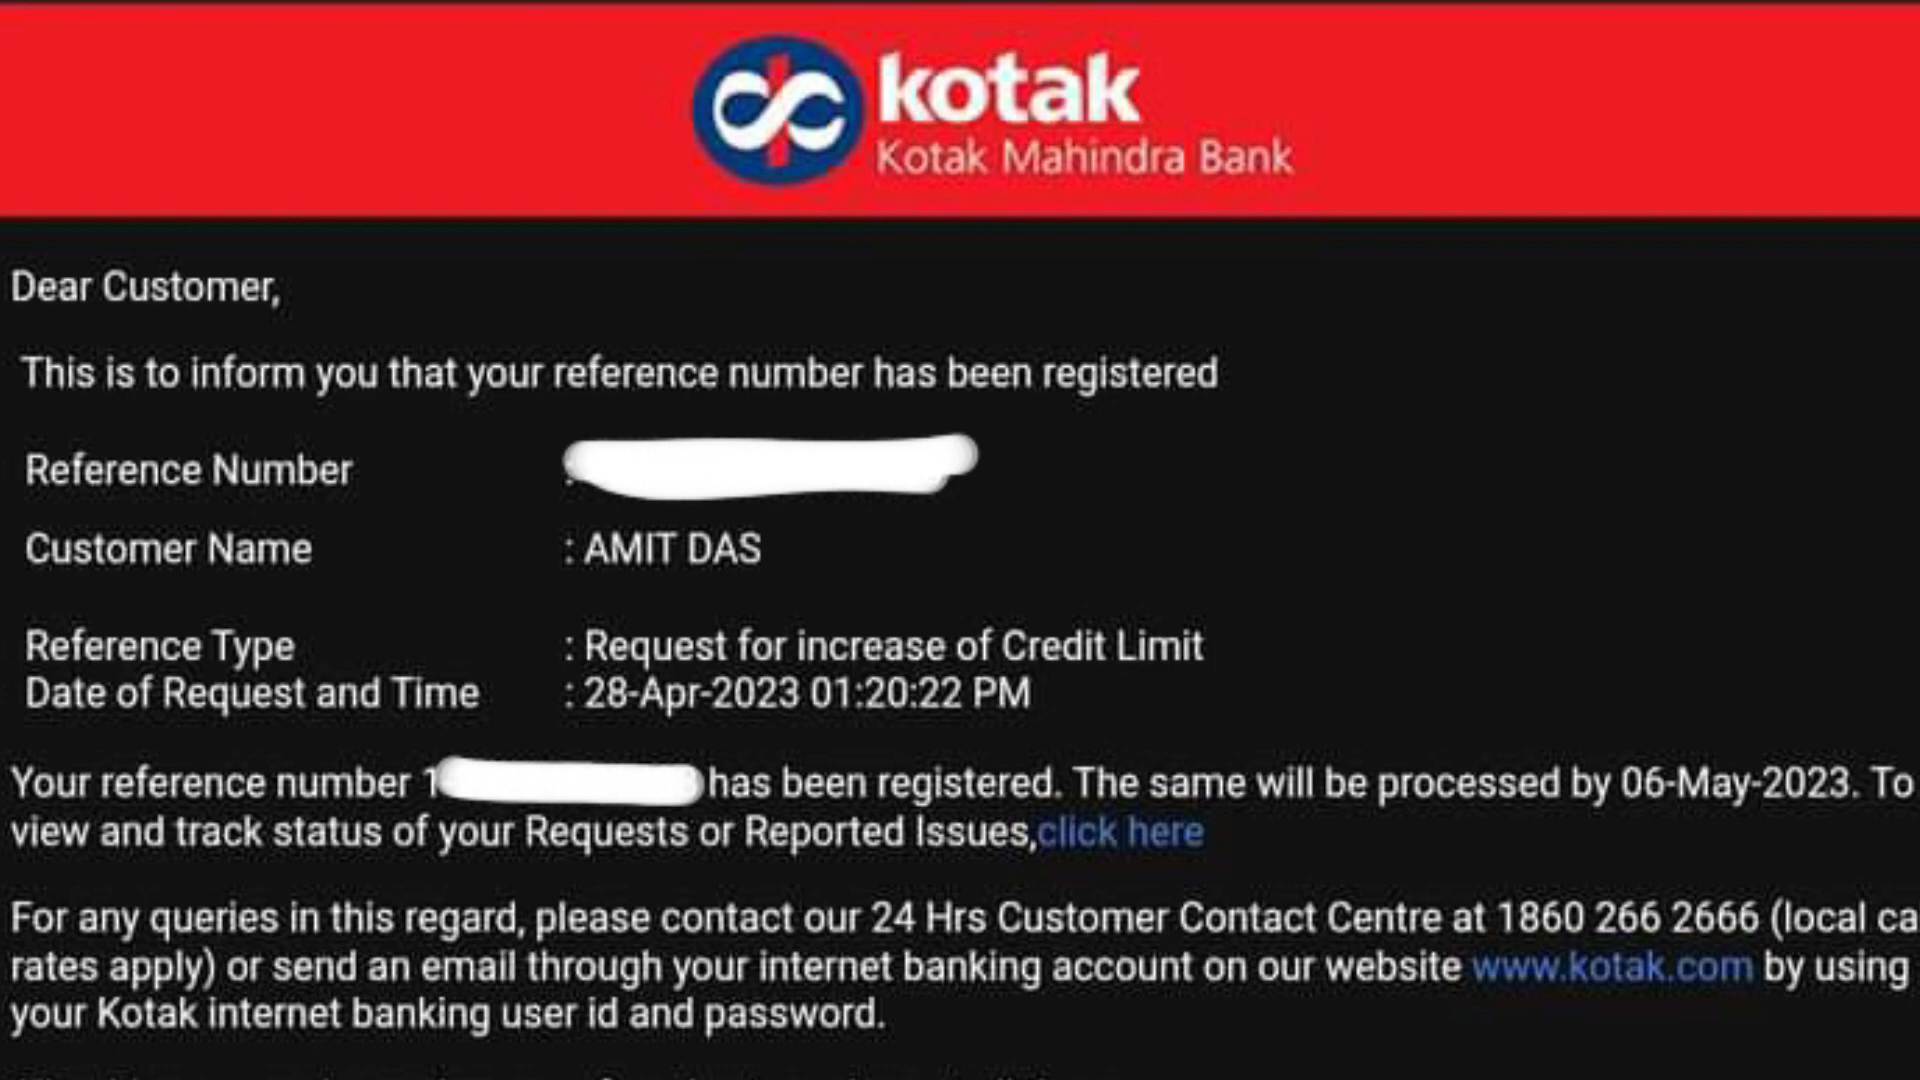 kotak
Kotak Mahindra Bank
Dear Customer,
This is to inform you that your reference number has been registered
Reference Number :
Customer Name : AMIT DAS
Reference Type : Request for increase of Credit Limit
Date of Request and Time : 28-Apr-2023 01:20:22 PM
Your reference number 1 has been registered. The same will be processed by 06-May-2023. To
view and track status of your Requests or Reported Issues,click here
For any queries in this regard, please contact our 24 Hrs Customer Contact Centre at 1860 266 2666 (local ca
rates apply) or send an email through your internet banking account on our website www.kotak.com by using
your Kotak internet banking user id and password.